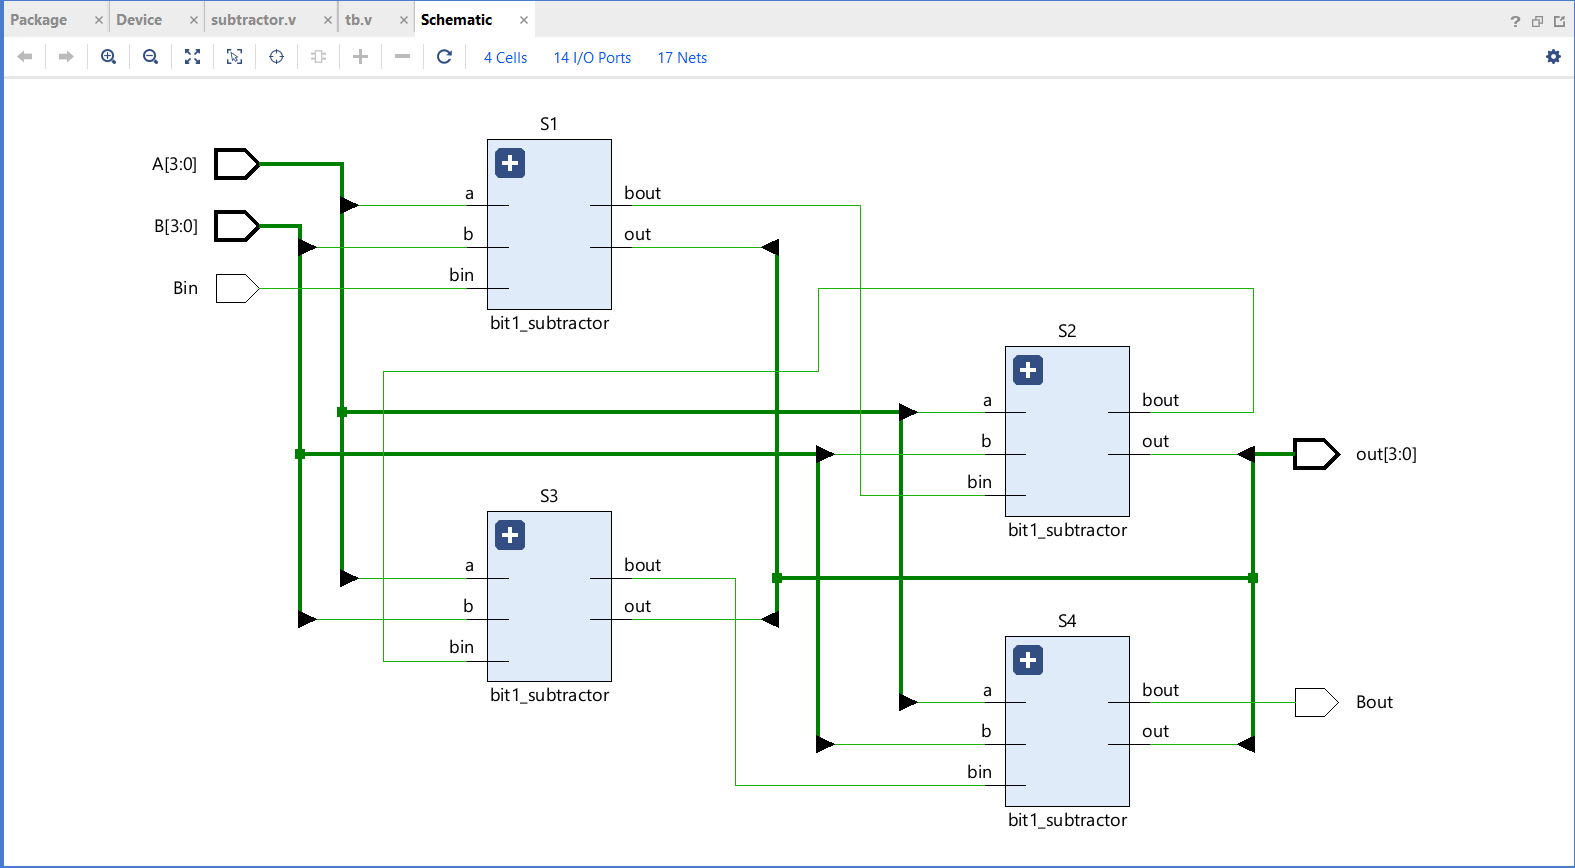 Package × Device × subtractor.v × tb.v × Schematic ×
?
4 Cells 14 I/O Ports 17 Nets
S1
A[3:0]
a bout
B[3:0]
b out
bin
Bin
bit1_subtractor
S2
a bout
b out
out[3:0]
bin
bit1_subtractor
S3
a bout
b out
bin
bit1_subtractor
S4
a bout
Bout
b out
bin
bit1_subtractor